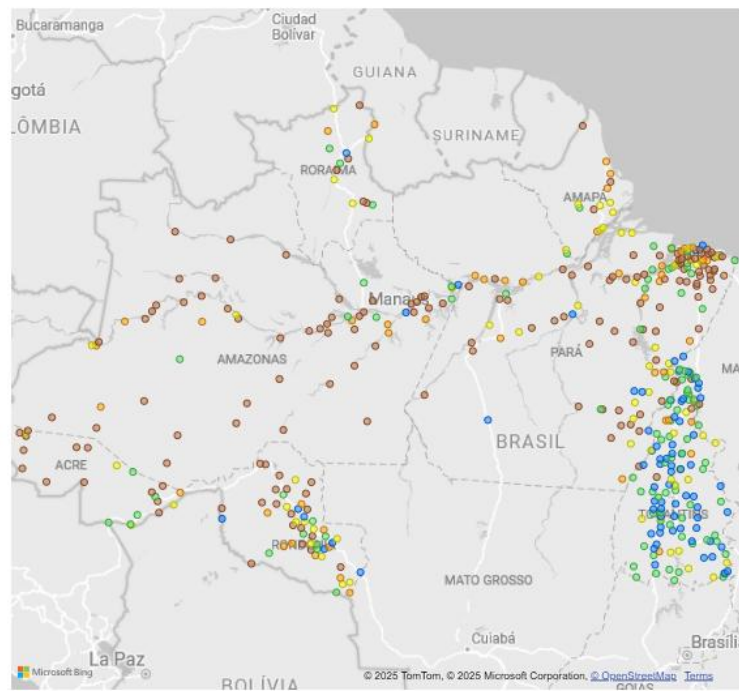 Bucaramanga
Ciudad
Bolívar
GUIANA
gotá
LÔMBIA
SURINAME
RORAIMA
AMAPÁ
Manaus
AMAZONAS
PARÁ
MA
BRASIL
ACRE
TOCANTINS
RONDÔNIA
MATO GROSSO
Cuiabá
Brasília
La Paz
Microsoft Bing
© 2025 TomTom, © 2025 Microsoft Corporation, © OpenStreetMap Terms
BOLÍVIA
GOIÁS